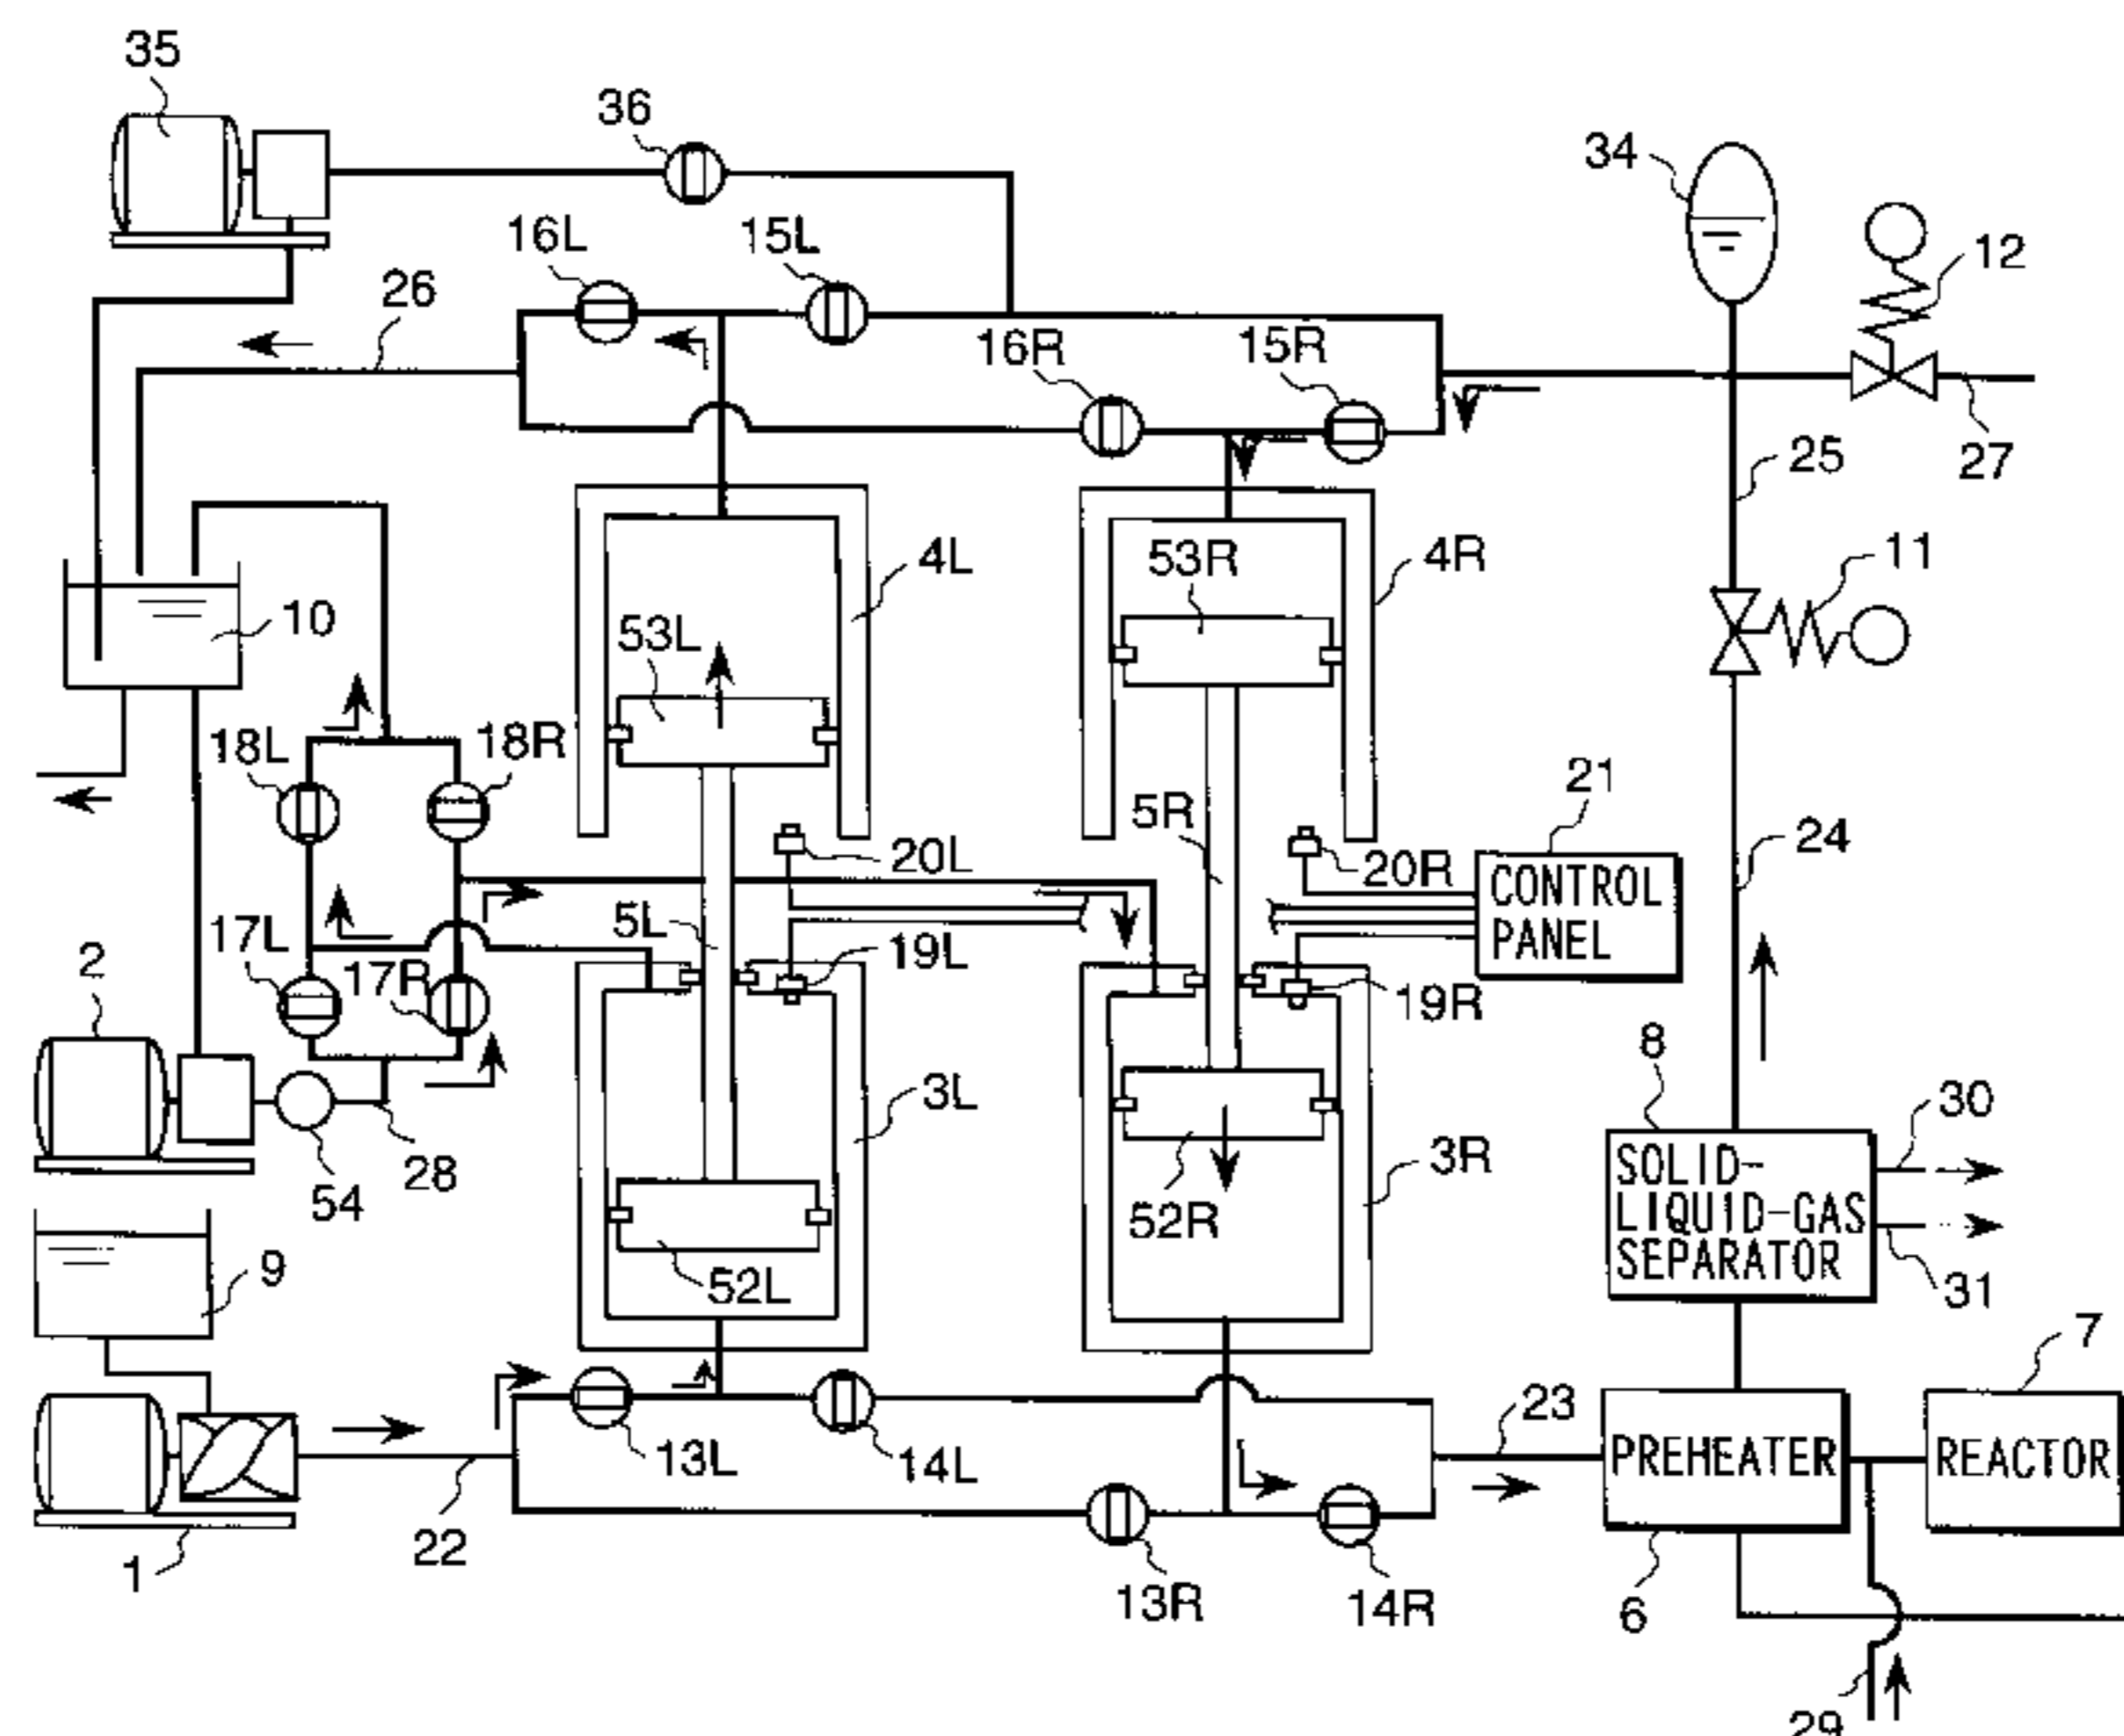 35
36
34
16L
15L
12
26
16R
15R
25
27
4L
53R
4R
11
10
53L
18L
18R
21
5R
20L
20R
24
CONTROL
PANEL
5L
17L
2
17R
19L
19R
8
3L
30
SOLID-
LIQUID-GAS
SEPARATOR
28
54
3R
52R
9
52L
31
7
23
13L
14L
PREHEATER
REACTOR
22
1
13R
14R
6
29